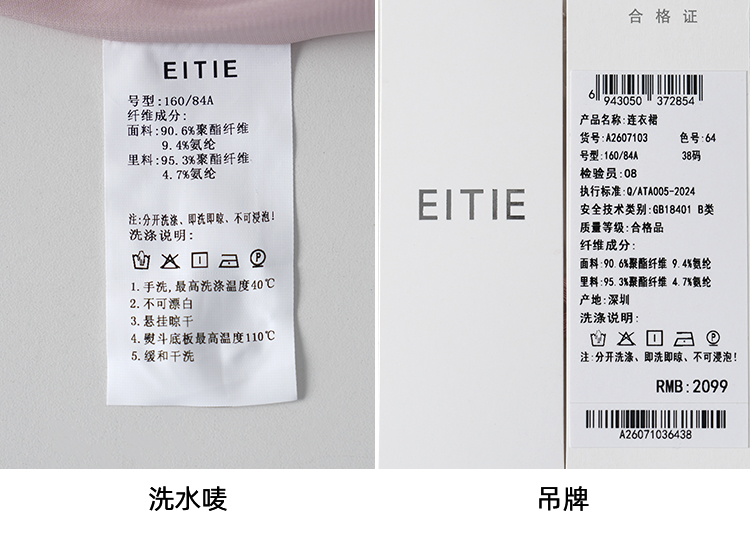 EITIE
号型:160/84A
纤维成分:
面料:90.6%聚酯纤维
9.4%氨纶
里料:95.3%聚酯纤维
4.7%氨纶
注:分开洗涤、即洗即晾、不可浸泡!
洗涤说明:
P
1.手洗,最高洗涤温度40℃
2.不可漂白
3.悬挂晾干
4.熨斗底板最高温度110℃
5.缓和干洗
洗水唛
EITIE
合格证
6 943050 372854
产品名称:连衣裙
货号:A2607103 色号:64
号型:160/84A 38码
检验员:08
执行标准:Q/ATA005-2024
安全技术类别:GB18401 B类
质量等级:合格品
纤维成分:
面料:90.6%聚酯纤维 9.4%氨纶
里料:95.3%聚酯纤维 4.7%氨纶
产地:深圳
洗涤说明:
P
注:分开洗涤、即洗即晾、不可浸泡!
RMB:2099
A26071036438
吊牌